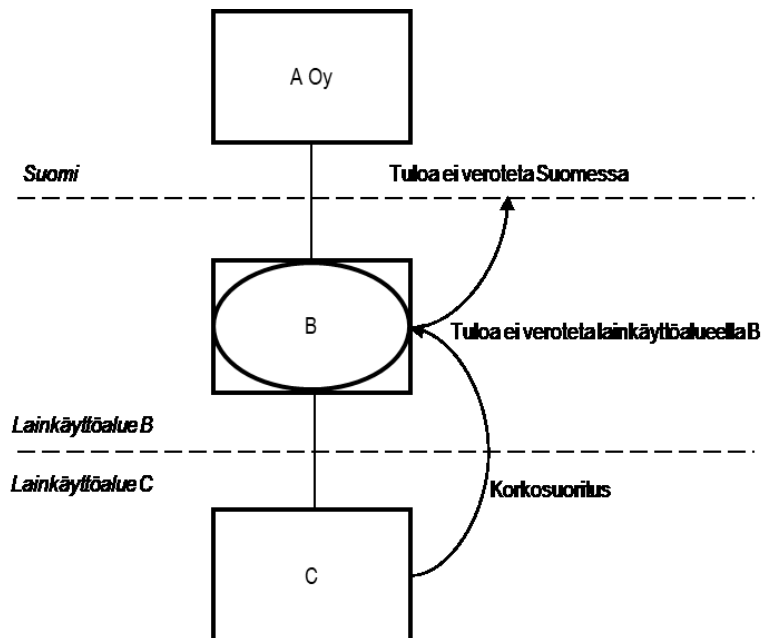 A Oy
Suomi
Tuloa ei veroteta Suomessa
B
Tuloa ei veroteta lainkäyttöalueella B
Lainkäyttöalue B
Lainkäyttöalue C
Korkosuoritus
C